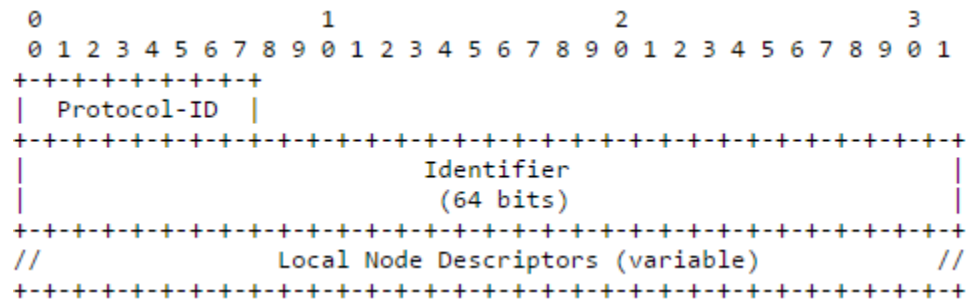 0                   1                   2                   3
 0 1 2 3 4 5 6 7 8 9 0 1 2 3 4 5 6 7 8 9 0 1 2 3 4 5 6 7 8 9 0 1
+-+-+-+-+-+-+-+-+
|  Protocol-ID  |
+-+-+-+-+-+-+-+-+-+-+-+-+-+-+-+-+-+-+-+-+-+-+-+-+-+-+-+-+-+-+-+-+
|                           Identifier                          |
|                            (64 bits)                          |
+-+-+-+-+-+-+-+-+-+-+-+-+-+-+-+-+-+-+-+-+-+-+-+-+-+-+-+-+-+-+-+-+
//                Local Node Descriptors (variable)            //
+-+-+-+-+-+-+-+-+-+-+-+-+-+-+-+-+-+-+-+-+-+-+-+-+-+-+-+-+-+-+-+-+